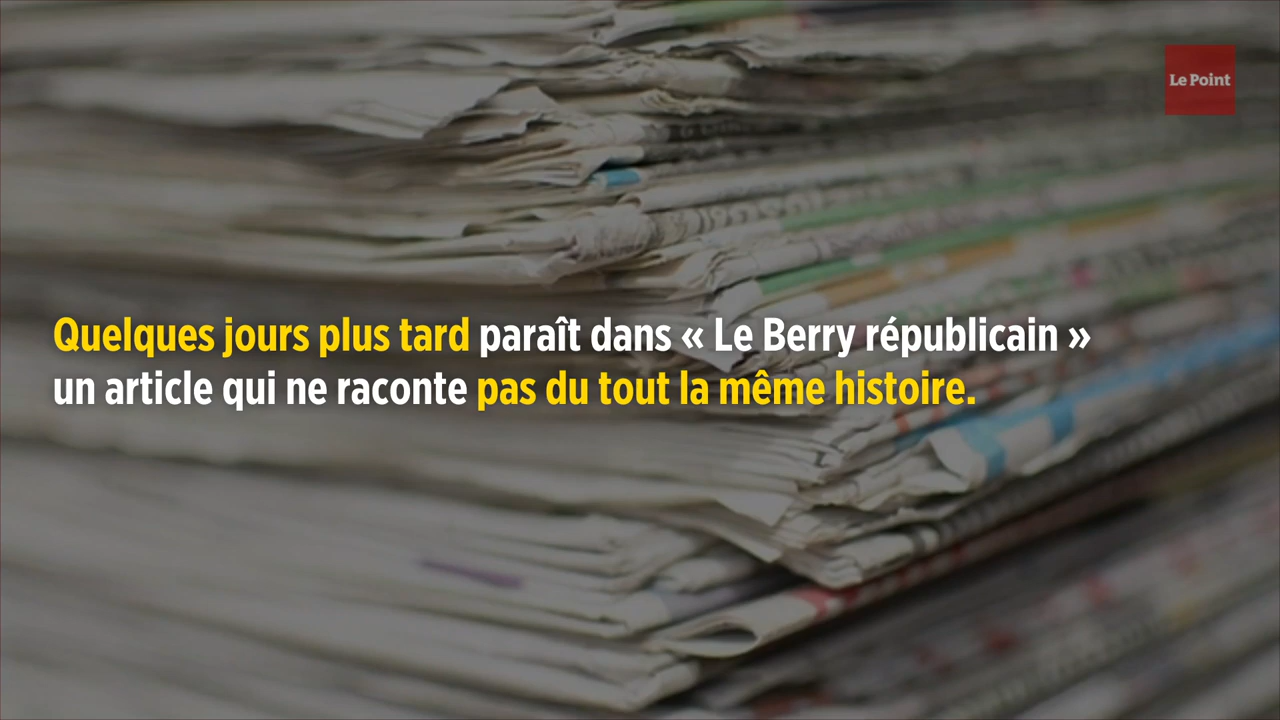 Le Point
Quelques jours plus tard paraît dans « Le Berry républicain »
un article qui ne raconte pas du tout la même histoire.